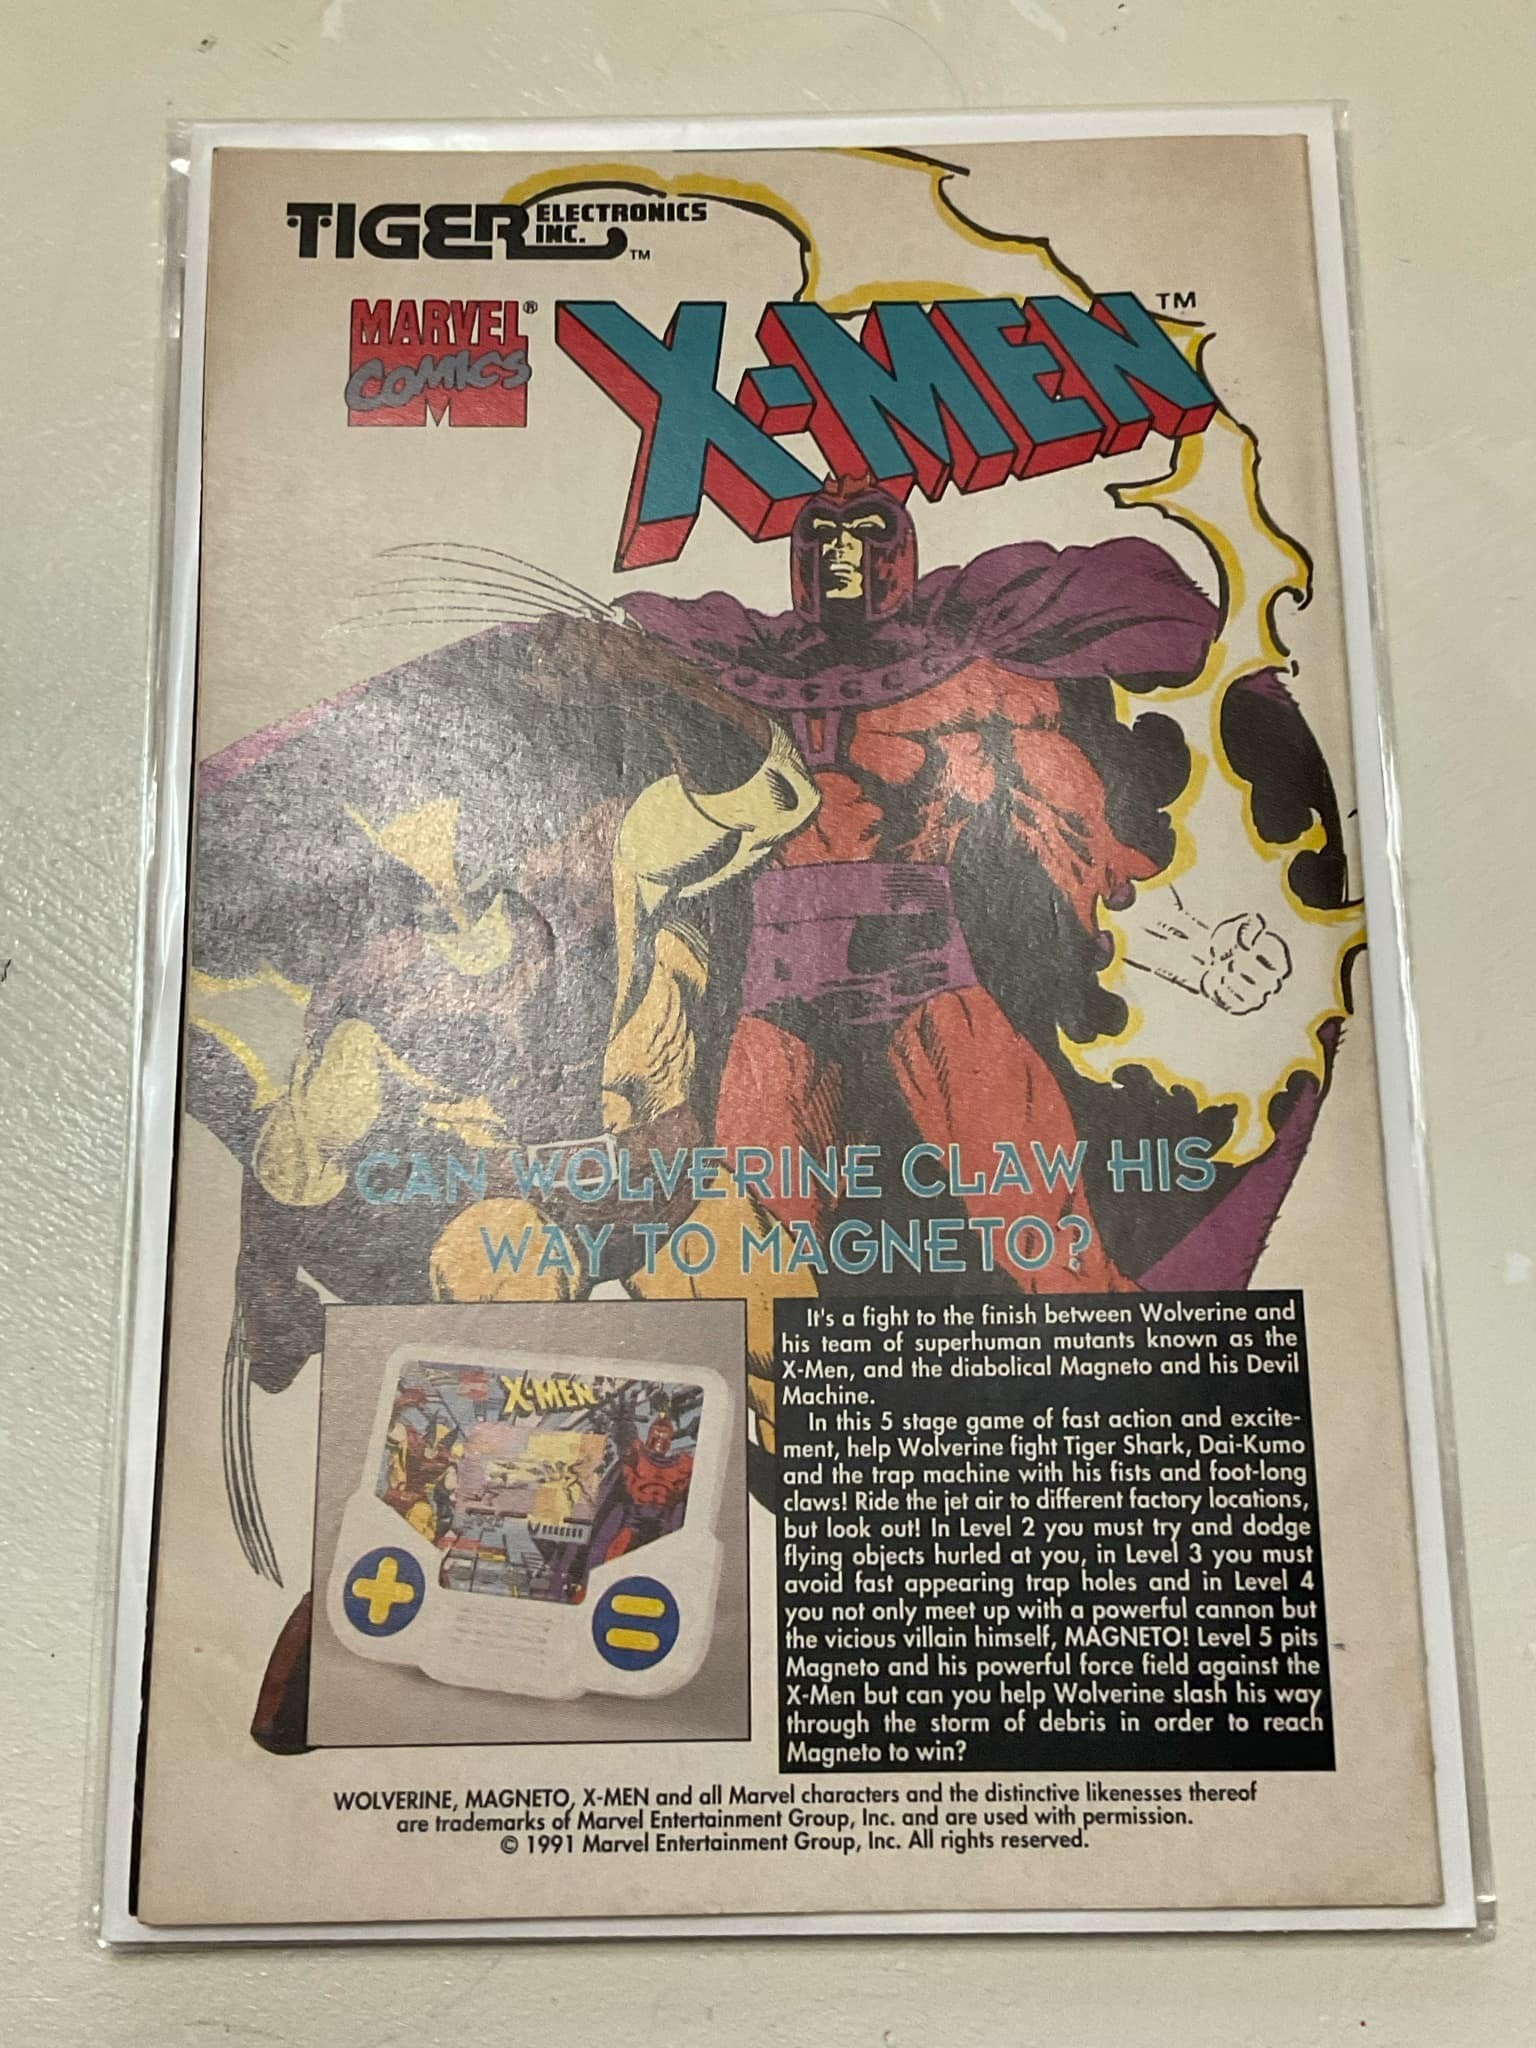 TIGER ELECTRONICS INC.™
MARVEL® COMICS
X-MEN™
CAN WOLVERINE CLAW HIS
WAY TO MAGNETO?
X-MEN
It's a fight to the finish between Wolverine and
his team of superhuman mutants known as the
X-Men, and the diabolical Magneto and his Devil
Machine.
In this 5 stage game of fast action and excite-
ment, help Wolverine fight Tiger Shark, Dai-Kumo
and the trap machine with his fists and foot-long
claws! Ride the jet air to different factory locations,
but look out! In Level 2 you must try and dodge
flying objects hurled at you, in Level 3 you must
avoid fast appearing trap holes and in Level 4
you not only meet up with a powerful cannon but
the vicious villain himself, MAGNETO! Level 5 pits
Magneto and his powerful force field against the
X-Men but can you help Wolverine slash his way
through the storm of debris in order to reach
Magneto to win?
WOLVERINE, MAGNETO, X-MEN and all Marvel characters and the distinctive likenesses thereof
are trademarks of Marvel Entertainment Group, Inc. and are used with permission.
© 1991 Marvel Entertainment Group, Inc. All rights reserved.